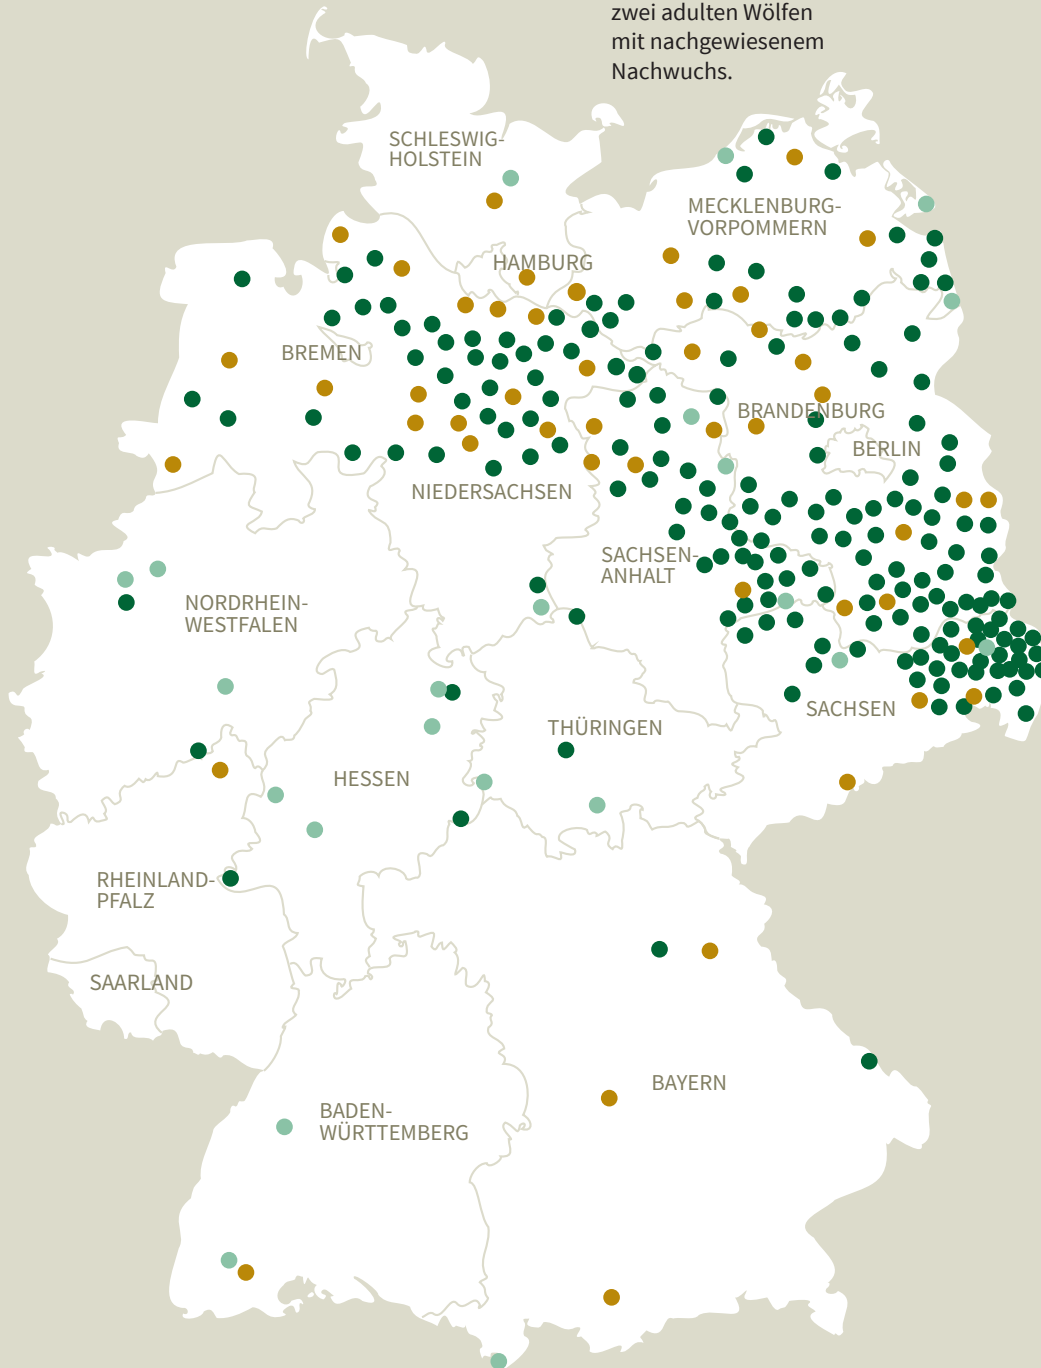 zwei adulten Wölfen
mit nachgewiesenem
Nachwuchs.
SCHLESWIG-
HOLSTEIN
MECKLENBURG-
VORPOMMERN
HAMBURG
BREMEN
BRANDENBURG
BERLIN
NIEDERSACHSEN
SACHSEN-
ANHALT
NORDRHEIN-
WESTFALEN
SACHSEN
THÜRINGEN
HESSEN
RHEINLAND-
PFALZ
SAARLAND
BAYERN
BADEN-
WÜRTTEMBERG